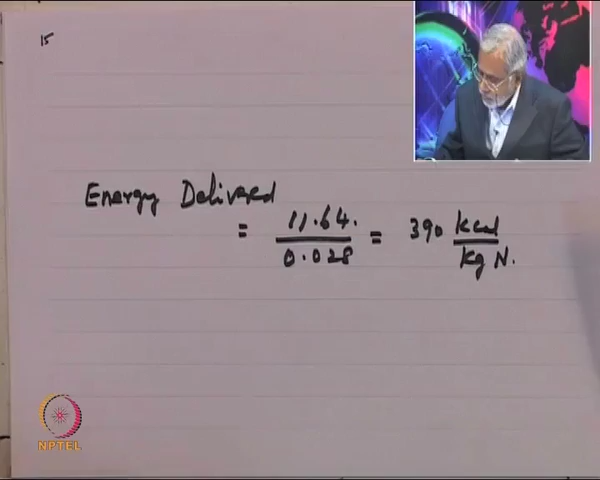 15
Energy Delivered
= 11.64. / 0.028 = 390 kcal / kg N.
NPTEL